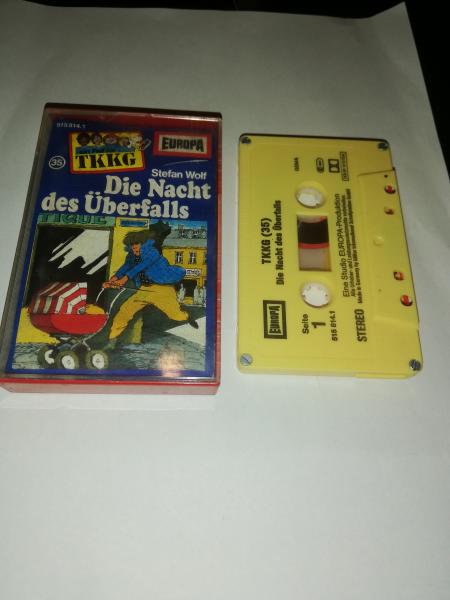 515 814.1
35
TKKG
EUROPA
Stefan Wolf
Die Nacht
des Überfalls
TKKG (35)
Die Nacht des Überfalls
EUROPA
Seite
1
515 814.1
STEREO
Eine Studio EUROPA-Produktion
GEMA